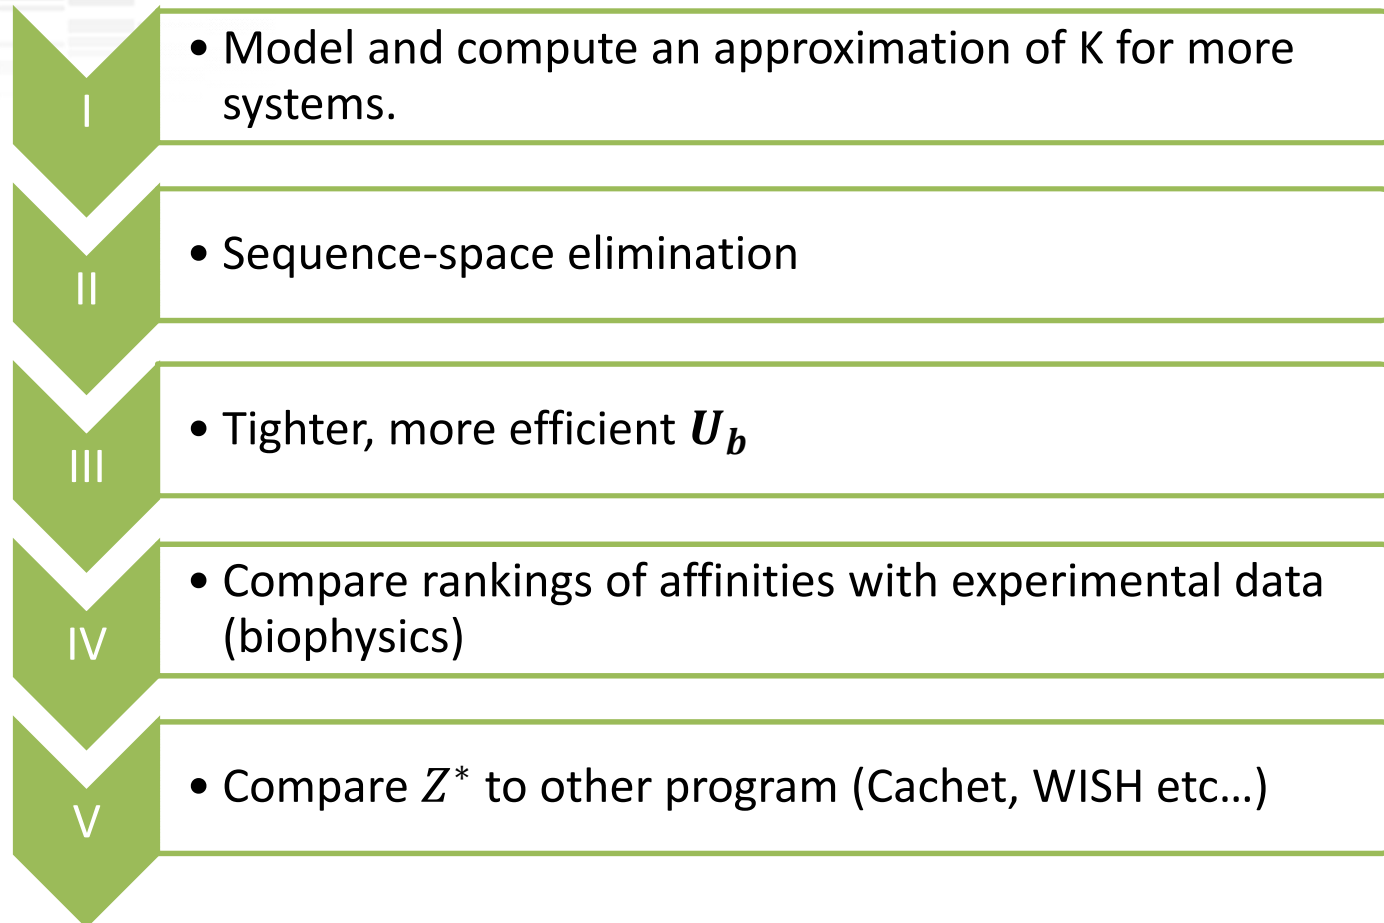 I
• Model and compute an approximation of K for more
systems.
II
• Sequence-space elimination
III
• Tighter, more efficient U_b
IV
• Compare rankings of affinities with experimental data
(biophysics)
V
• Compare Z* to other program (Cachet, WISH etc…)